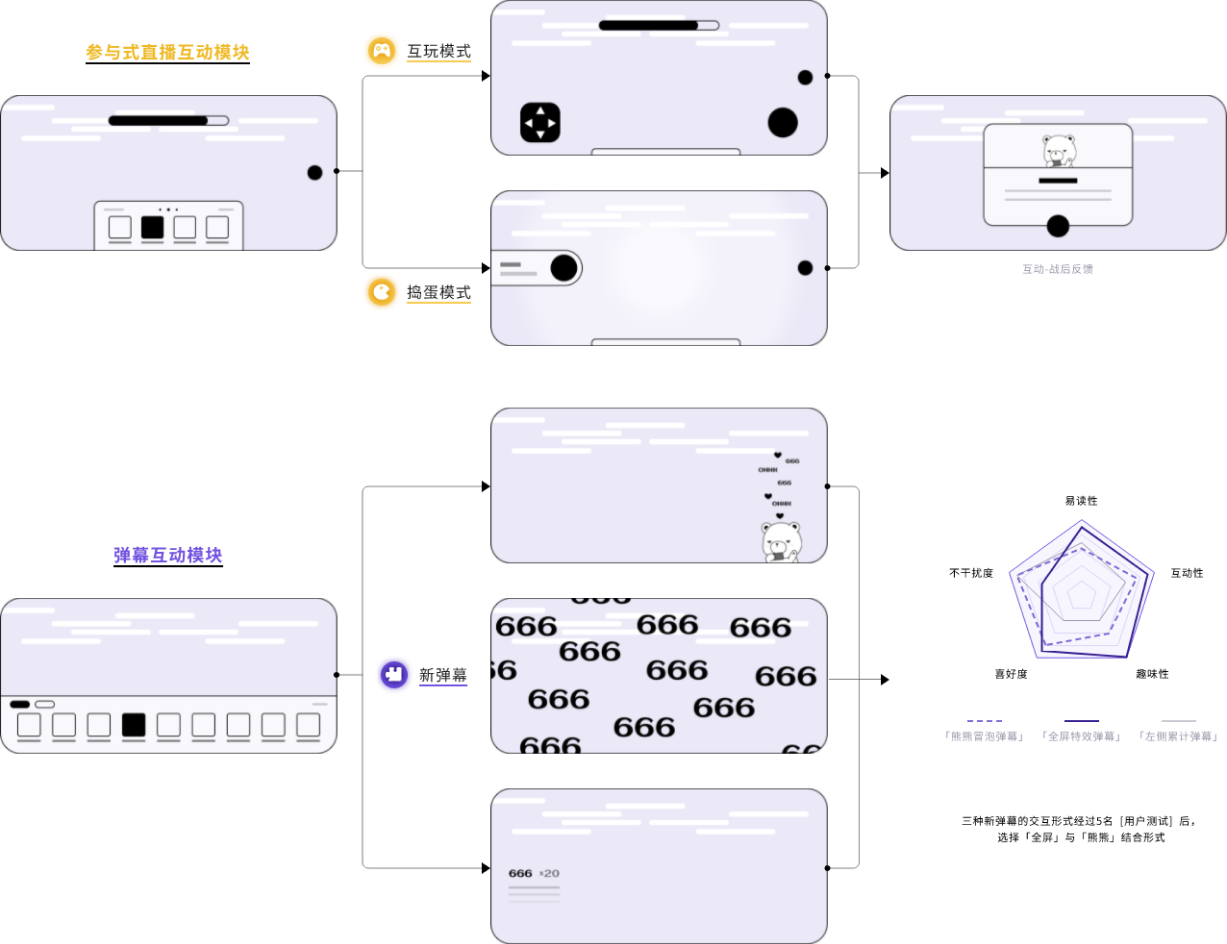 参与式直播互动模块
互玩模式
捣蛋模式
互动-战后反馈
弹幕互动模块
新弹幕
666
OHHH
666
OHHH
666
666 666 666
666
66 666 666
666 666
666
666 66
666 ×20
易读性
不干扰度 互动性
喜好度 趣味性
「熊熊冒泡弹幕」 「全屏特效弹幕」 「左侧累计弹幕」
三种新弹幕的交互形式经过5名［用户测试］后，
选择「全屏」与「熊熊」结合形式